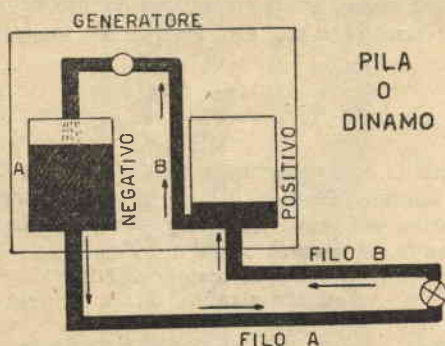 GENERATORE
PILA
O
DINAMO
A
NEGATIVO
B
POSITIVO
FILO B
FILO A